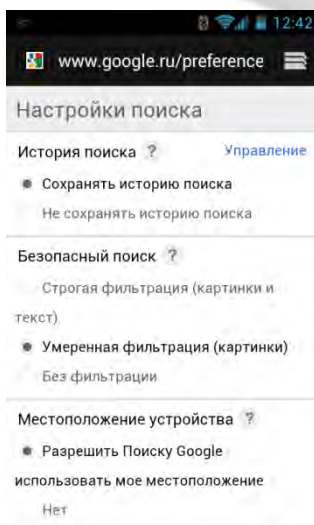 12:42
www.google.ru/preference
Настройки поиска
История поиска ? Управление
Сохранять историю поиска
Не сохранять историю поиска
Безопасный поиск ?
Строгая фильтрация (картинки и
текст)
Умеренная фильтрация (картинки)
Без фильтрации
Местоположение устройства ?
Разрешить Поиску Google
использовать мое местоположение
Нет